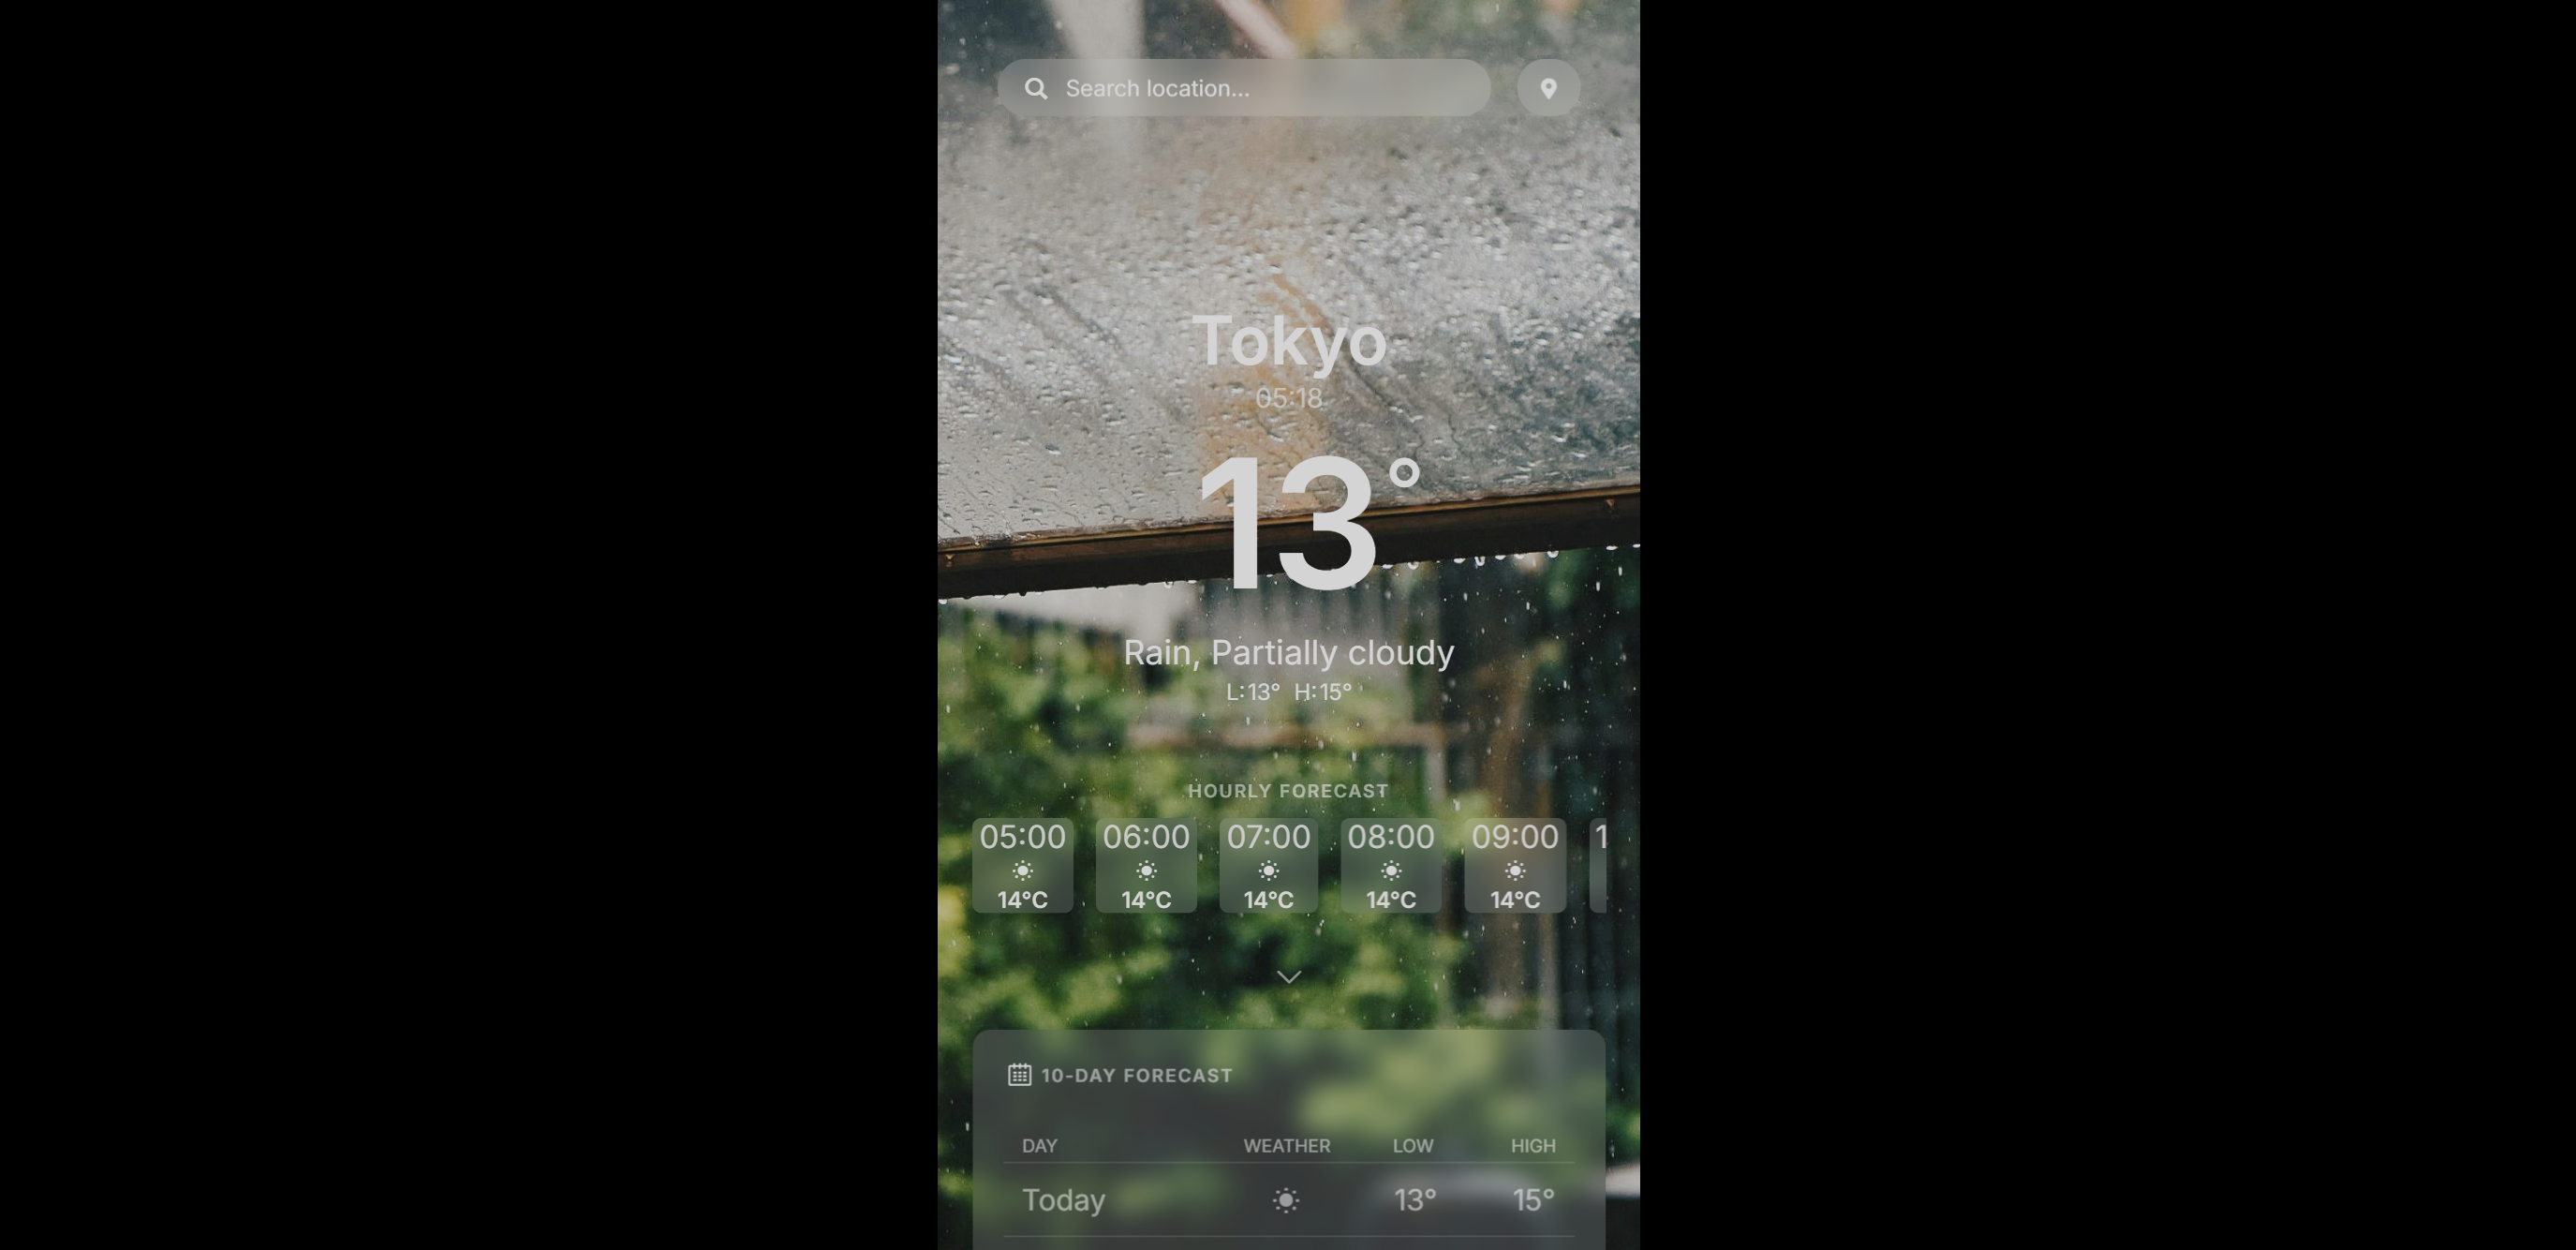 Search location...
Tokyo
05:18
13°
Rain, Partially cloudy
L:13° H:15°
HOURLY FORECAST
05:00 06:00 07:00 08:00 09:00 1
14°C 14°C 14°C 14°C 14°C
10-DAY FORECAST
DAY WEATHER LOW HIGH
Today 13° 15°